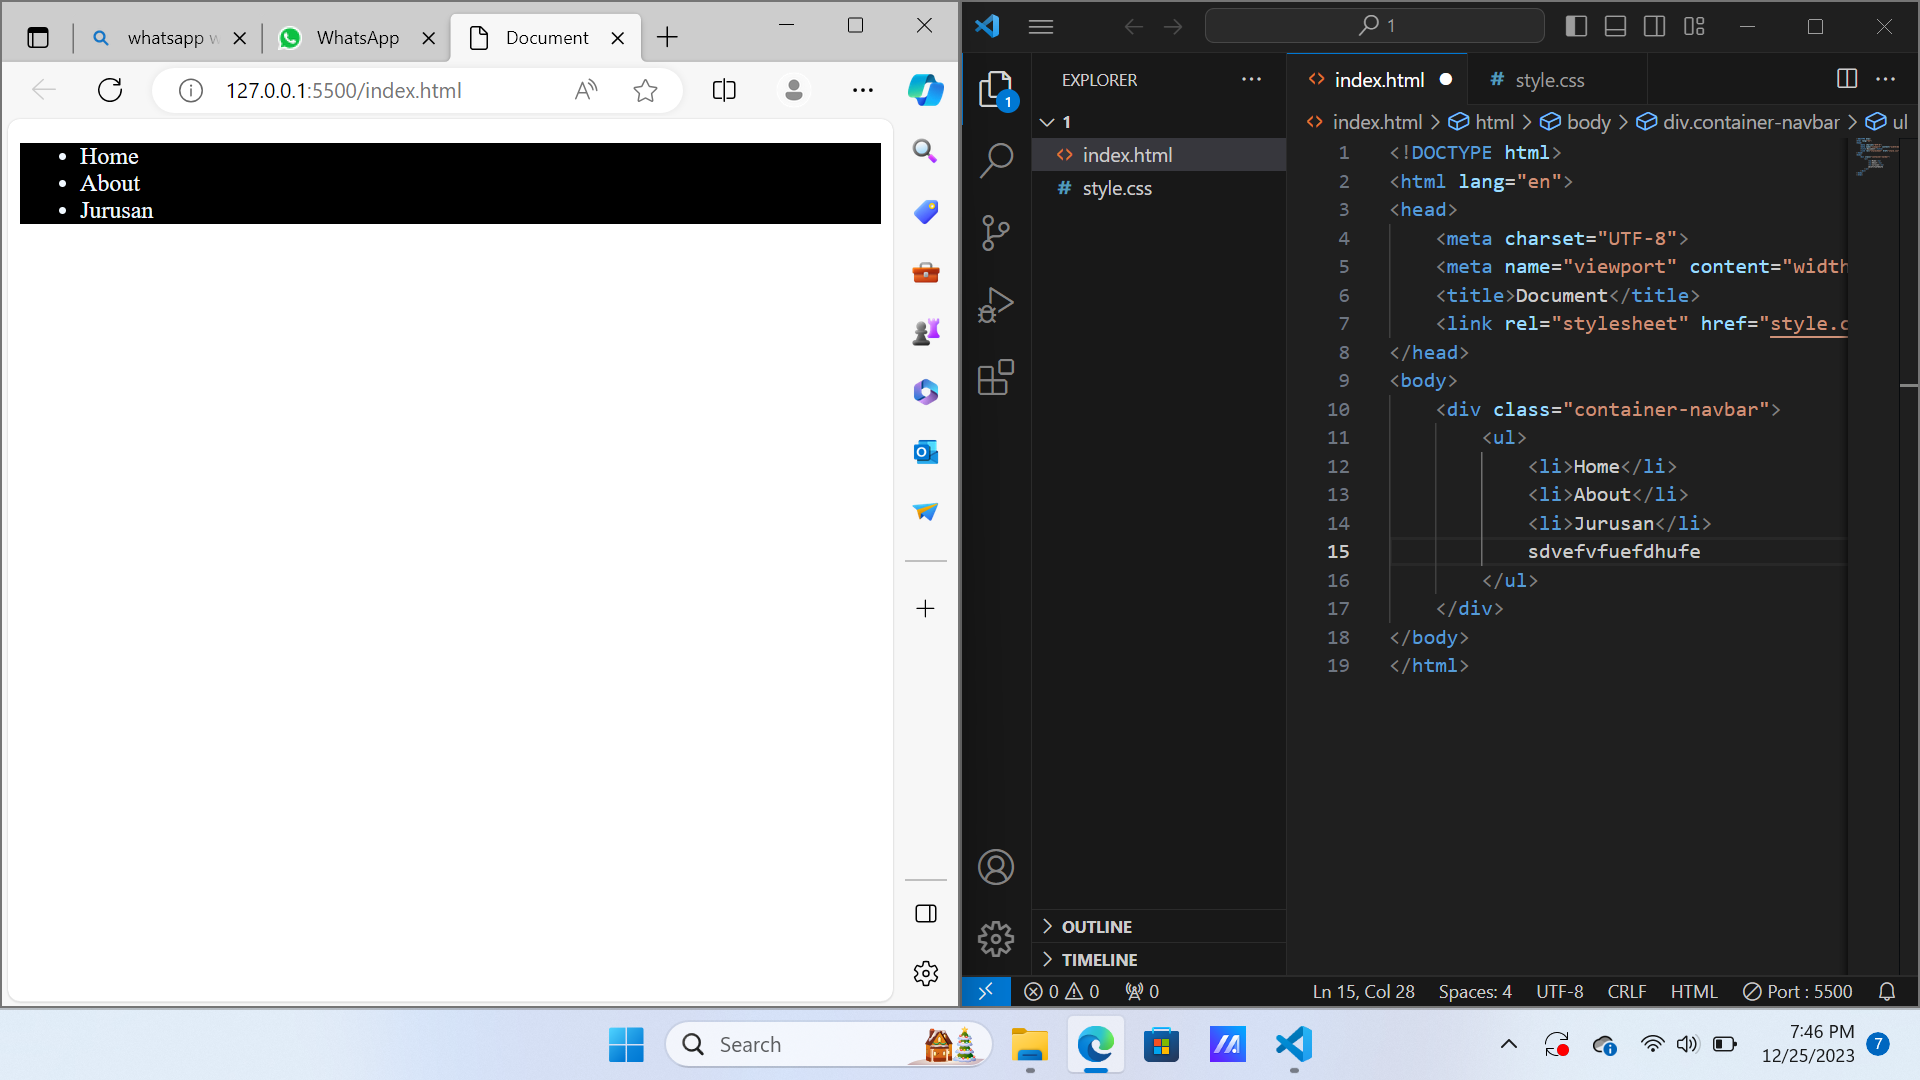 whatsapp w
WhatsApp
Document
127.0.0.1:5500/index.html
Home
About
Jurusan
1
EXPLORER
1
index.html
style.css
OUTLINE
TIMELINE
index.html
style.css
index.html > html > body > div.container-navbar > ul
1 <!DOCTYPE html>
2 <html lang="en">
3 <head>
4 <meta charset="UTF-8">
5 <meta name="viewport" content="width
6 <title>Document</title>
7 <link rel="stylesheet" href="style.c
8 </head>
9 <body>
10 <div class="container-navbar">
11 <ul>
12 <li>Home</li>
13 <li>About</li>
14 <li>Jurusan</li>
15 sdvefvfuefdhufe
16 </ul>
17 </div>
18 </body>
19 </html>
1
0 0 0 Ln 15, Col 28 Spaces: 4 UTF-8 CRLF HTML Port : 5500
Search
7:46 PM
12/25/2023
7